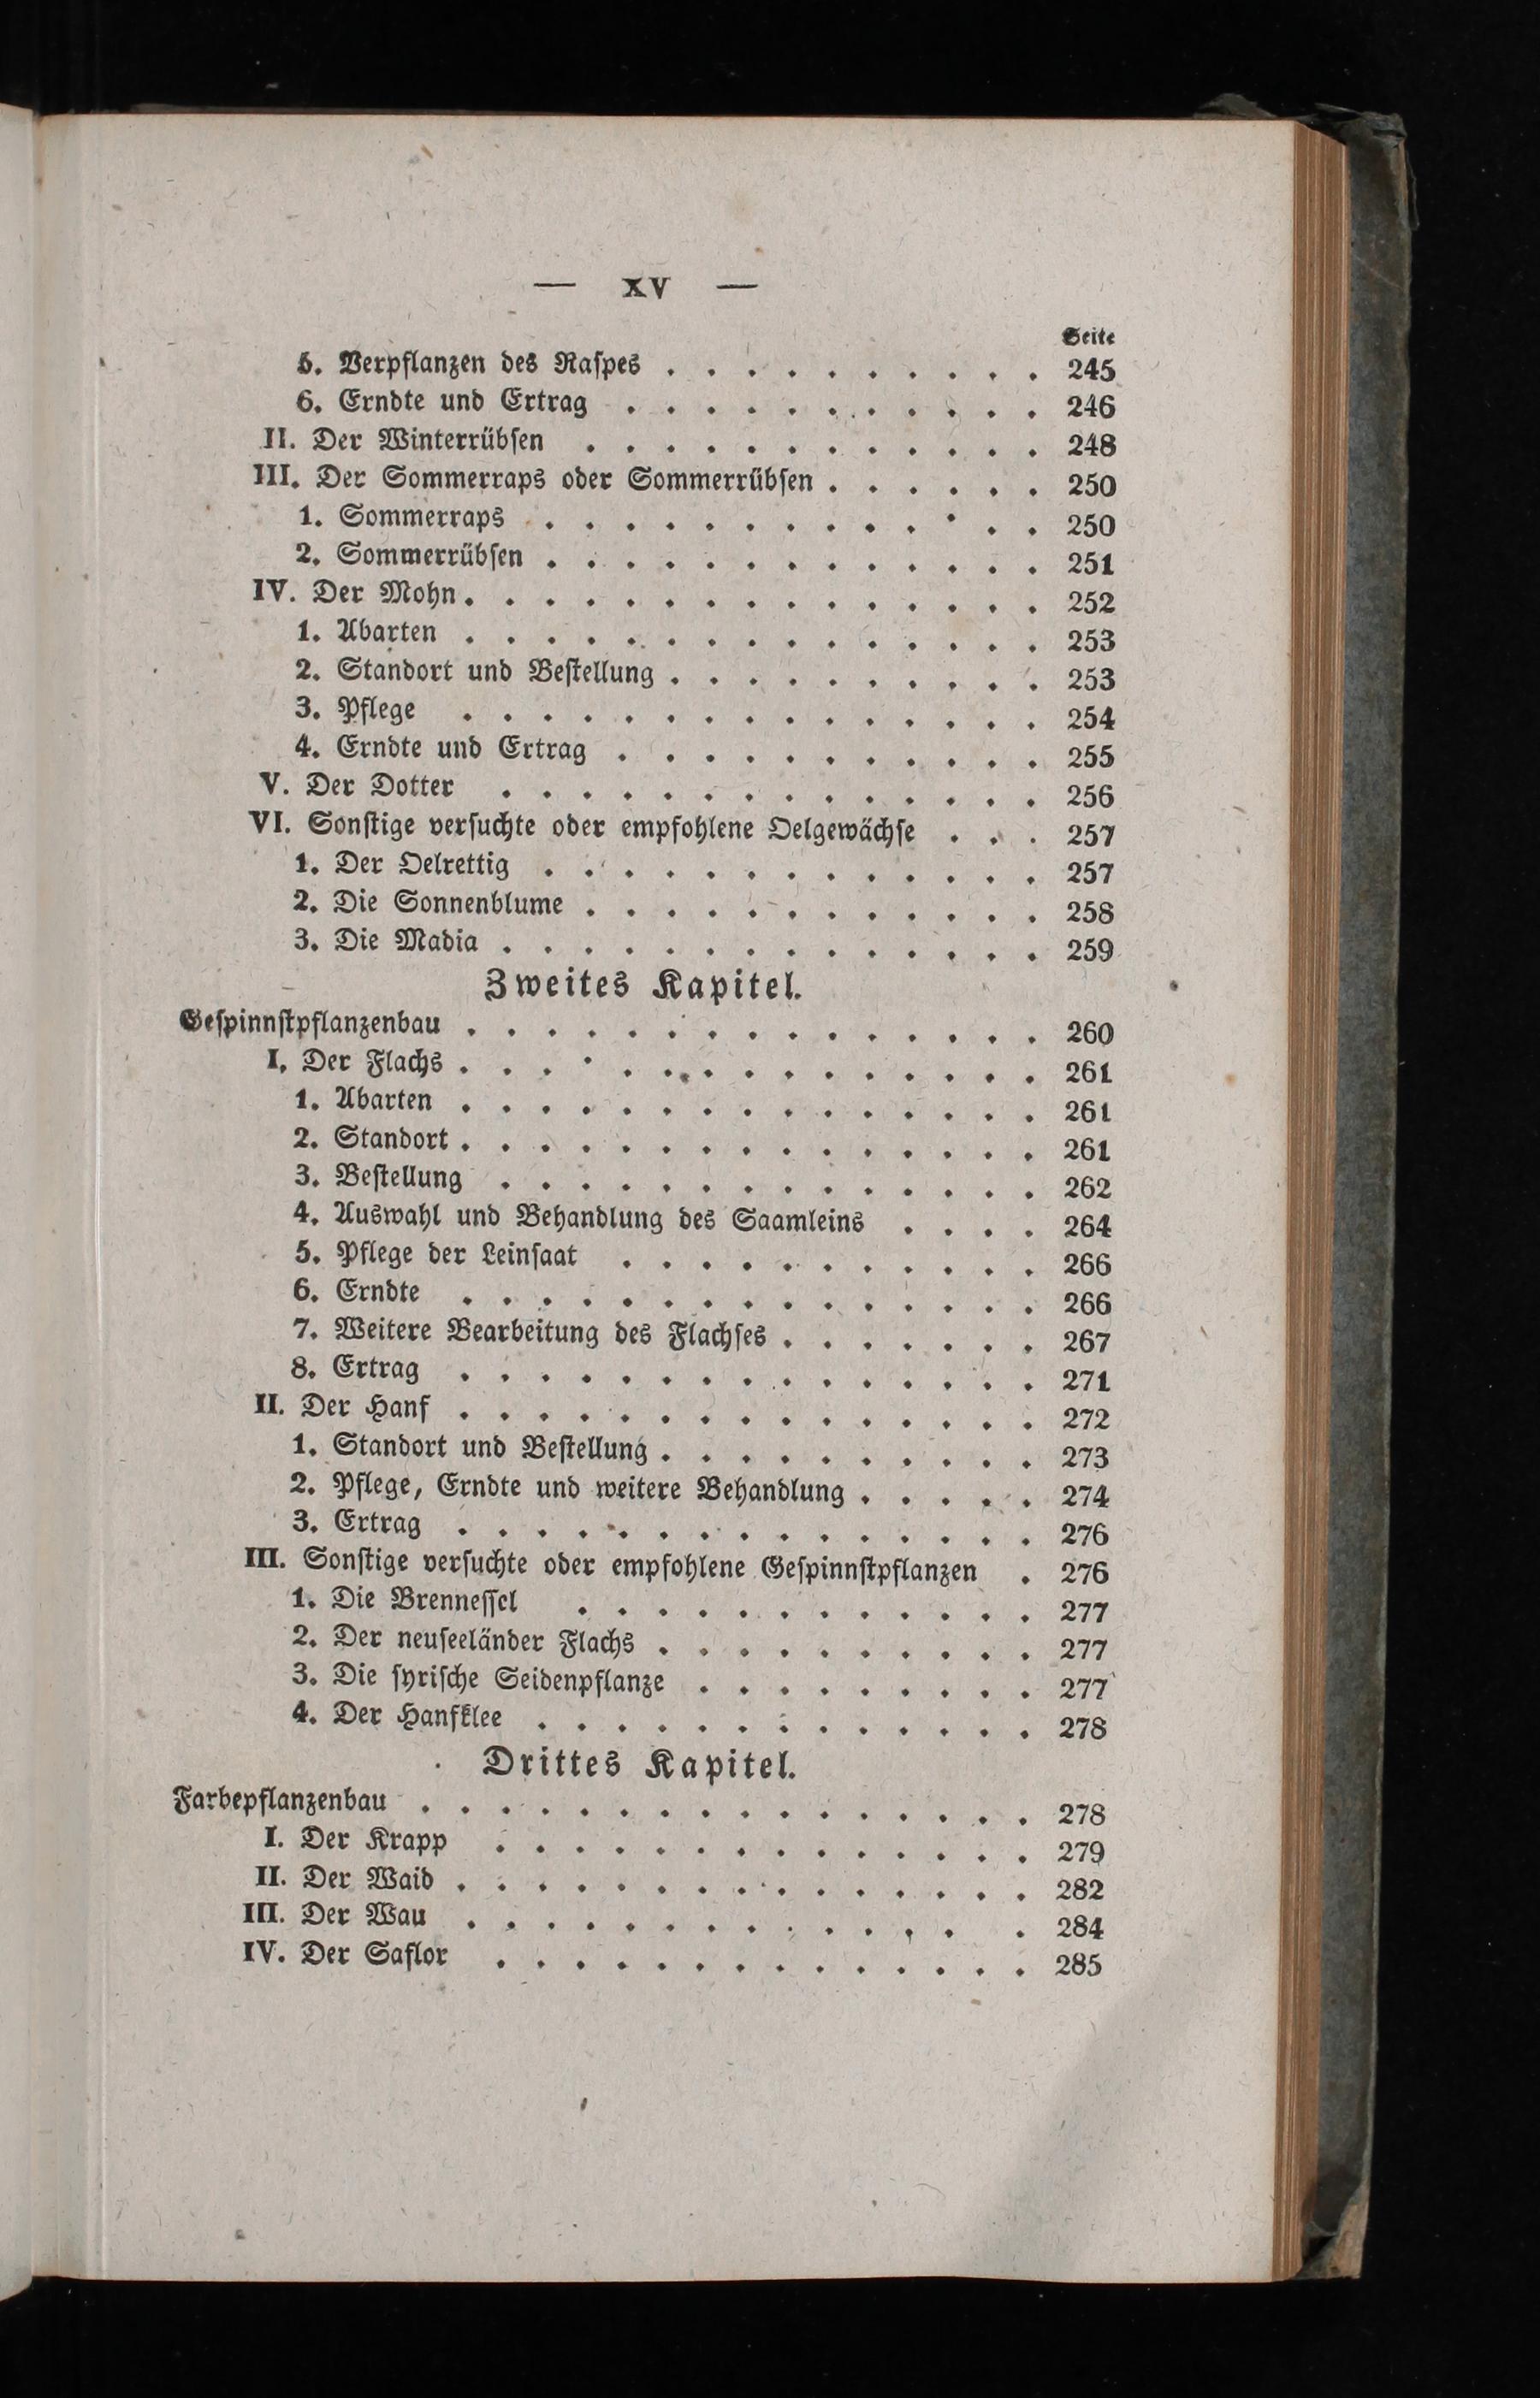 — XV —
Seite
5. Verpflanzen des Raſpes . . . . . . . . . . 245
6. Erndte und Ertrag . . . . . . . . . . . 246
II. Der Winterrübſen . . . . . . . . . . . . 248
III. Der Sommerraps oder Sommerrübſen . . . . . . 250
1. Sommerraps . . . . . . . . . . . . . 250
2. Sommerrübſen . . . . . . . . . . . . . 251
IV. Der Mohn . . . . . . . . . . . . . . . 252
1. Abarten . . . . . . . . . . . . . . . 253
2. Standort und Beſtellung . . . . . . . . . . 253
3. Pflege . . . . . . . . . . . . . . . 254
4. Erndte und Ertrag . . . . . . . . . . . 255
V. Der Dotter . . . . . . . . . . . . . . 256
VI. Sonſtige verſuchte oder empfohlene Oelgewächſe . . . 257
1. Der Oelrettig . . . . . . . . . . . . . 257
2. Die Sonnenblume . . . . . . . . . . . . 258
3. Die Madia . . . . . . . . . . . . . . 259
Zweites Kapitel.
Geſpinnſtpflanzenbau . . . . . . . . . . . . . . . 260
I. Der Flachs . . . . . . . . . . . . . . . 261
1. Abarten . . . . . . . . . . . . . . . 261
2. Standort . . . . . . . . . . . . . . . 261
3. Beſtellung . . . . . . . . . . . . . . 262
4. Auswahl und Behandlung des Saamleins . . . . 264
5. Pflege der Leinſaat . . . . . . . . . . . 266
6. Erndte . . . . . . . . . . . . . . . 266
7. Weitere Bearbeitung des Flachſes . . . . . . . 267
8. Ertrag . . . . . . . . . . . . . . . 271
II. Der Hanf . . . . . . . . . . . . . . . 272
1. Standort und Beſtellung . . . . . . . . . . 273
2. Pflege, Erndte und weitere Behandlung . . . . . 274
3. Ertrag . . . . . . . . . . . . . . . 276
III. Sonſtige verſuchte oder empfohlene Geſpinnſtpflanzen . 276
1. Die Brenneſſel . . . . . . . . . . . . 277
2. Der neuſeeländer Flachs . . . . . . . . . . 277
3. Die ſyriſche Seidenpflanze . . . . . . . . . 277
4. Der Hanfklee . . . . . . . . . . . . . 278
Drittes Kapitel.
Farbepflanzenbau . . . . . . . . . . . . . . . . 278
I. Der Krapp . . . . . . . . . . . . . . 279
II. Der Waid . . . . . . . . . . . . . . . 282
III. Der Wau . . . . . . . . . . . . . . 284
IV. Der Saflor . . . . . . . . . . . . . . 285